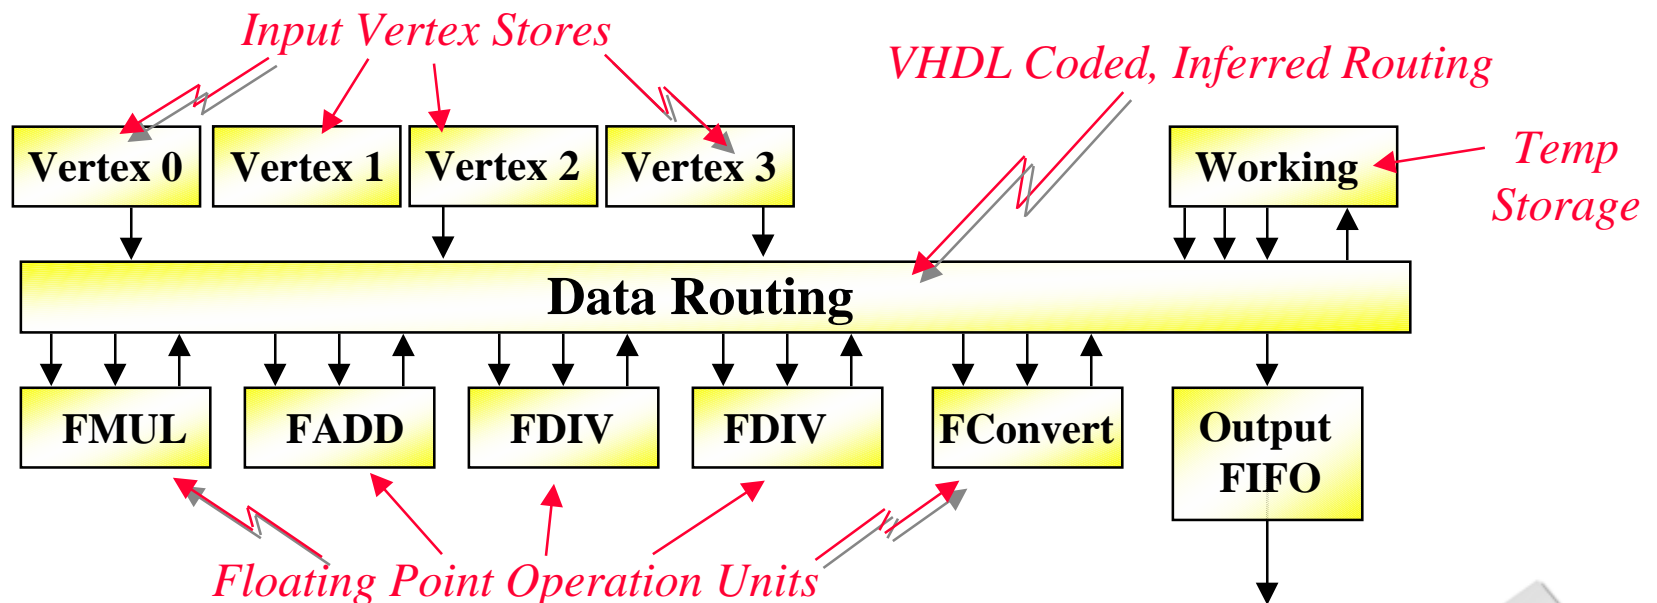 Input Vertex Stores
VHDL Coded, Inferred Routing
Vertex 0
Vertex 1
Vertex 2
Vertex 3
Working
Temp
Storage
Data Routing
FMUL
FADD
FDIV
FDIV
FConvert
Output
FIFO
Floating Point Operation Units